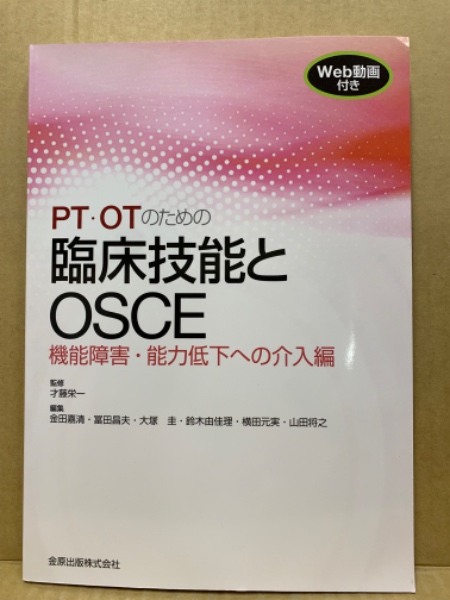 Web動画
付き
PT・OTのための
臨床技能と
OSCE
機能障害・能力低下への介入編
監修
才藤栄一
編集
金田嘉清・冨田昌夫・大塚 圭・鈴木由佳理・横田元実・山田将之
金原出版株式会社